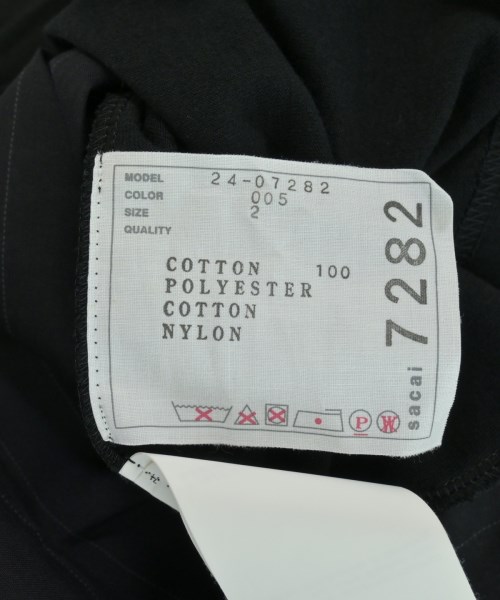 MODEL 24-07282
COLOR 005
SIZE 2
QUALITY
COTTON 100
POLYESTER
COTTON
NYLON
sacai 7282
P
W